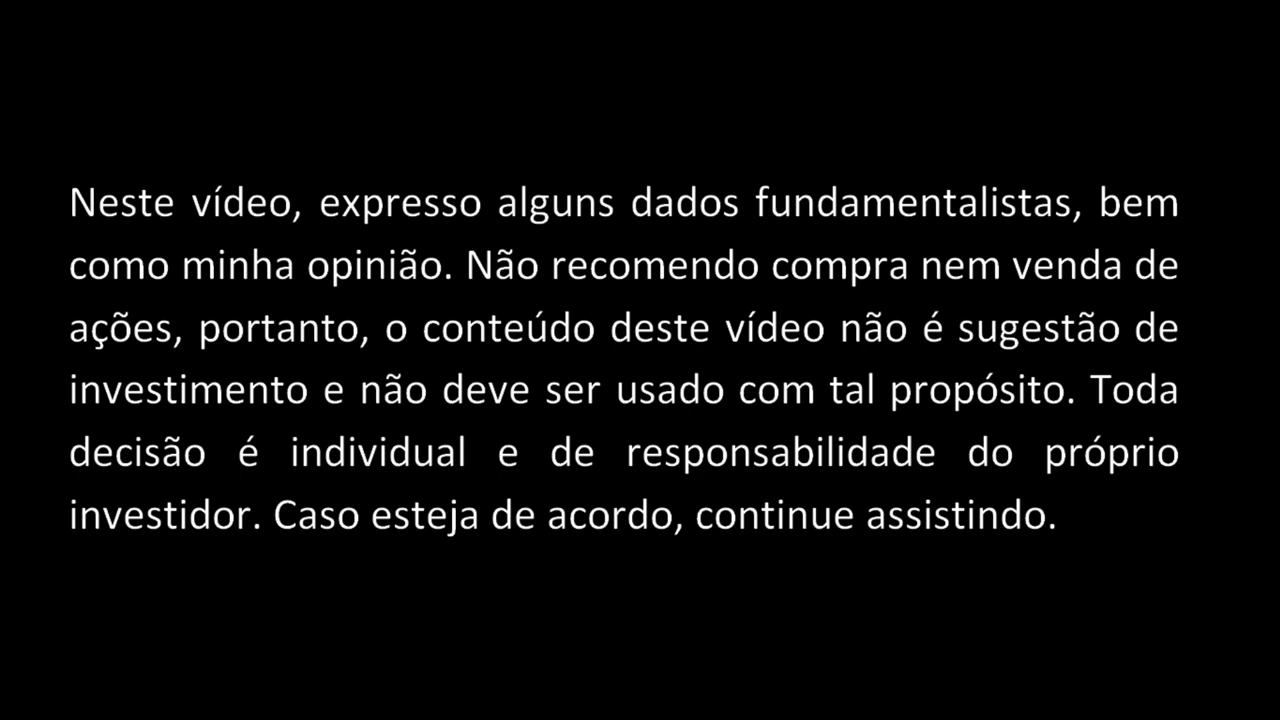 Neste vídeo, expresso alguns dados fundamentalistas, bem
como minha opinião. Não recomendo compra nem venda de
ações, portanto, o conteúdo deste vídeo não é sugestão de
investimento e não deve ser usado com tal propósito. Toda
decisão é individual e de responsabilidade do próprio
investidor. Caso esteja de acordo, continue assistindo.